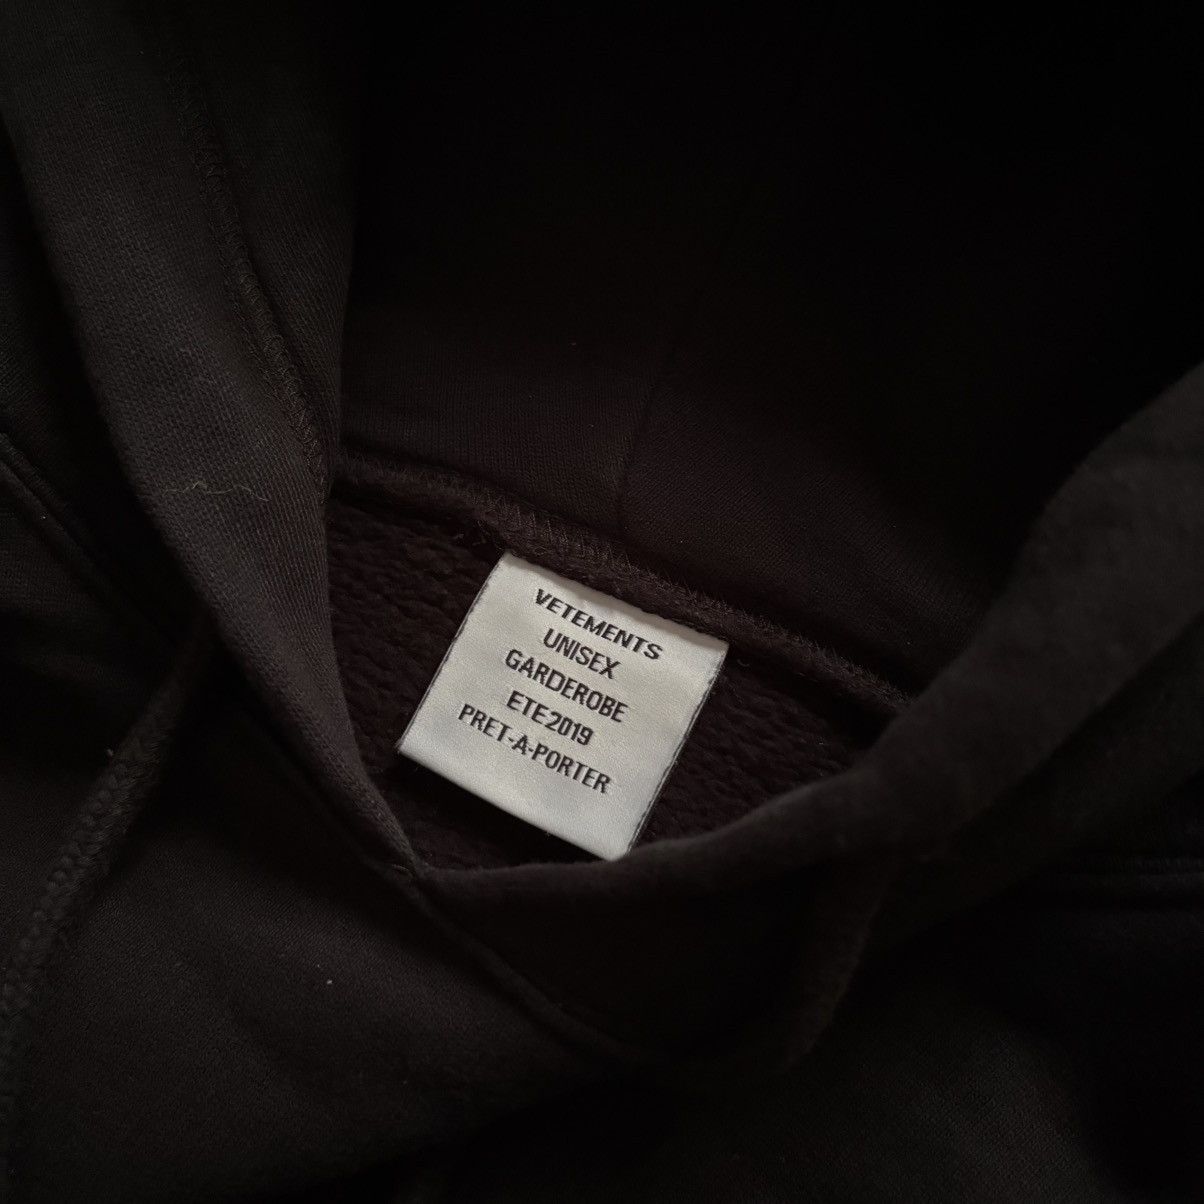 VETEMENTS
UNISEX
GARDEROBE
ETE2019
PRET-A-PORTER